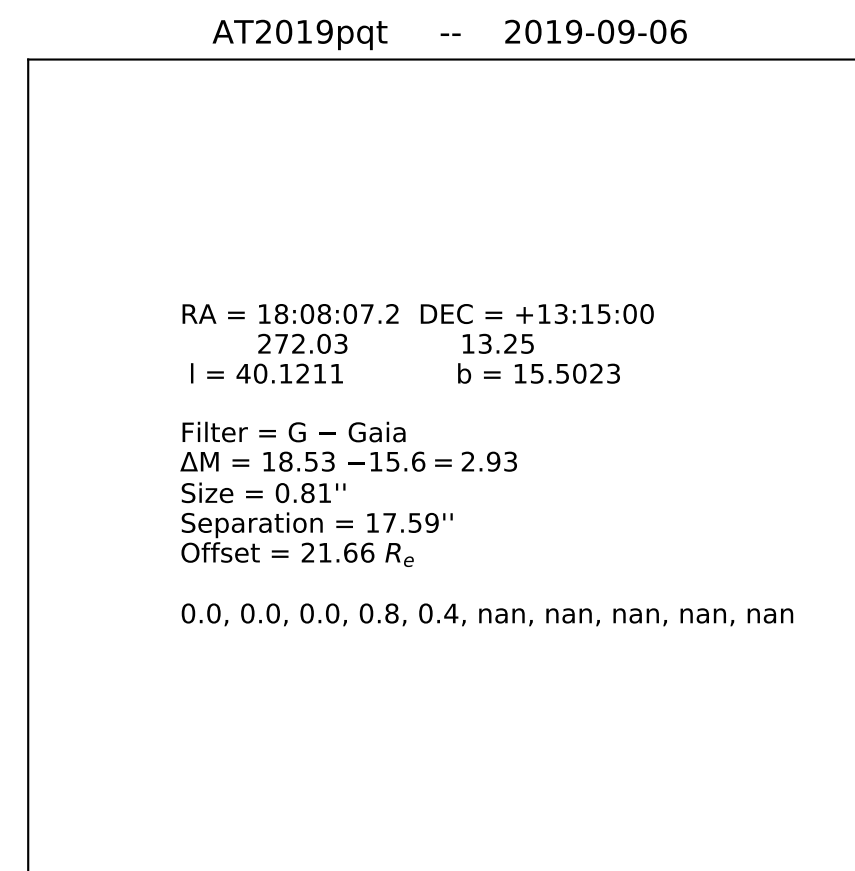 AT2019pqt -- 2019-09-06
RA = 18:08:07.2 DEC = +13:15:00
272.03 13.25
l = 40.1211 b = 15.5023
Filter = G − Gaia
ΔM = 18.53 −15.6 = 2.93
Size = 0.81''
Separation = 17.59''
Offset = 21.66 Rₑ
0.0, 0.0, 0.0, 0.8, 0.4, nan, nan, nan, nan, nan